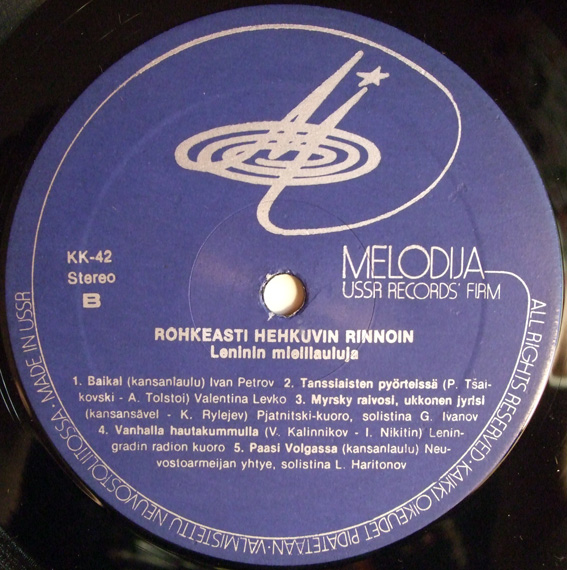 KK-42
Stereo
B
MELODIJA
USSR RECORDS' FIRM
ROHKEASTI HEHKUVIN RINNOIN
Leninin mielilauluja
1. Baikal (kansanlaulu) Ivan Petrov 2. Tanssiaisten pyörteissä (P. Tšai-
kovski - A. Tolstoi) Valentina Levko 3. Myrsky raivosi, ukkonen jyrisi
(kansansävel - K. Rylejev) Pjatnitski-kuoro, solistina G. Ivanov
4. Vanhalla hautakummulla (V. Kalinnikov - I. Nikitin) Lenin-
gradin radion kuoro 5. Paasi Volgassa (kansanlaulu) Neu-
vostoarmeijan yhtye, solistina L. Haritonov
ALL RIGHTS RESERVED·KAIKKI OIKEUDET PIDÄTETÄÄN·VALMISTETTU NEUVOSTOLIITOSSA·MADE IN USSR